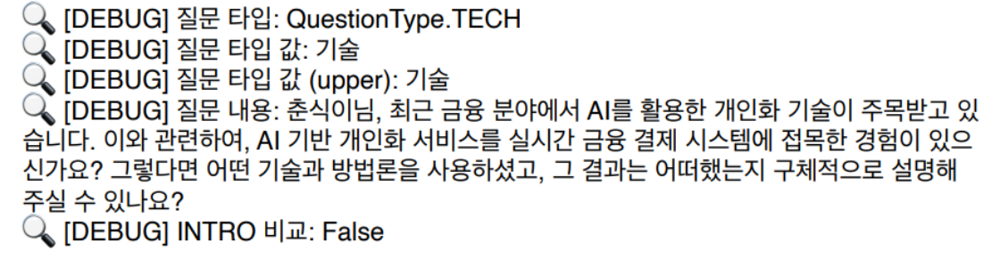 🔍 [DEBUG] 질문 타입: QuestionType.TECH
🔍 [DEBUG] 질문 타입 값: 기술
🔍 [DEBUG] 질문 타입 값 (upper): 기술
🔍 [DEBUG] 질문 내용: 춘식이님, 최근 금융 분야에서 AI를 활용한 개인화 기술이 주목받고 있
습니다. 이와 관련하여, AI 기반 개인화 서비스를 실시간 금융 결제 시스템에 접목한 경험이 있으
신가요? 그렇다면 어떤 기술과 방법론을 사용하셨고, 그 결과는 어떠했는지 구체적으로 설명해
주실 수 있나요?
🔍 [DEBUG] INTRO 비교: False